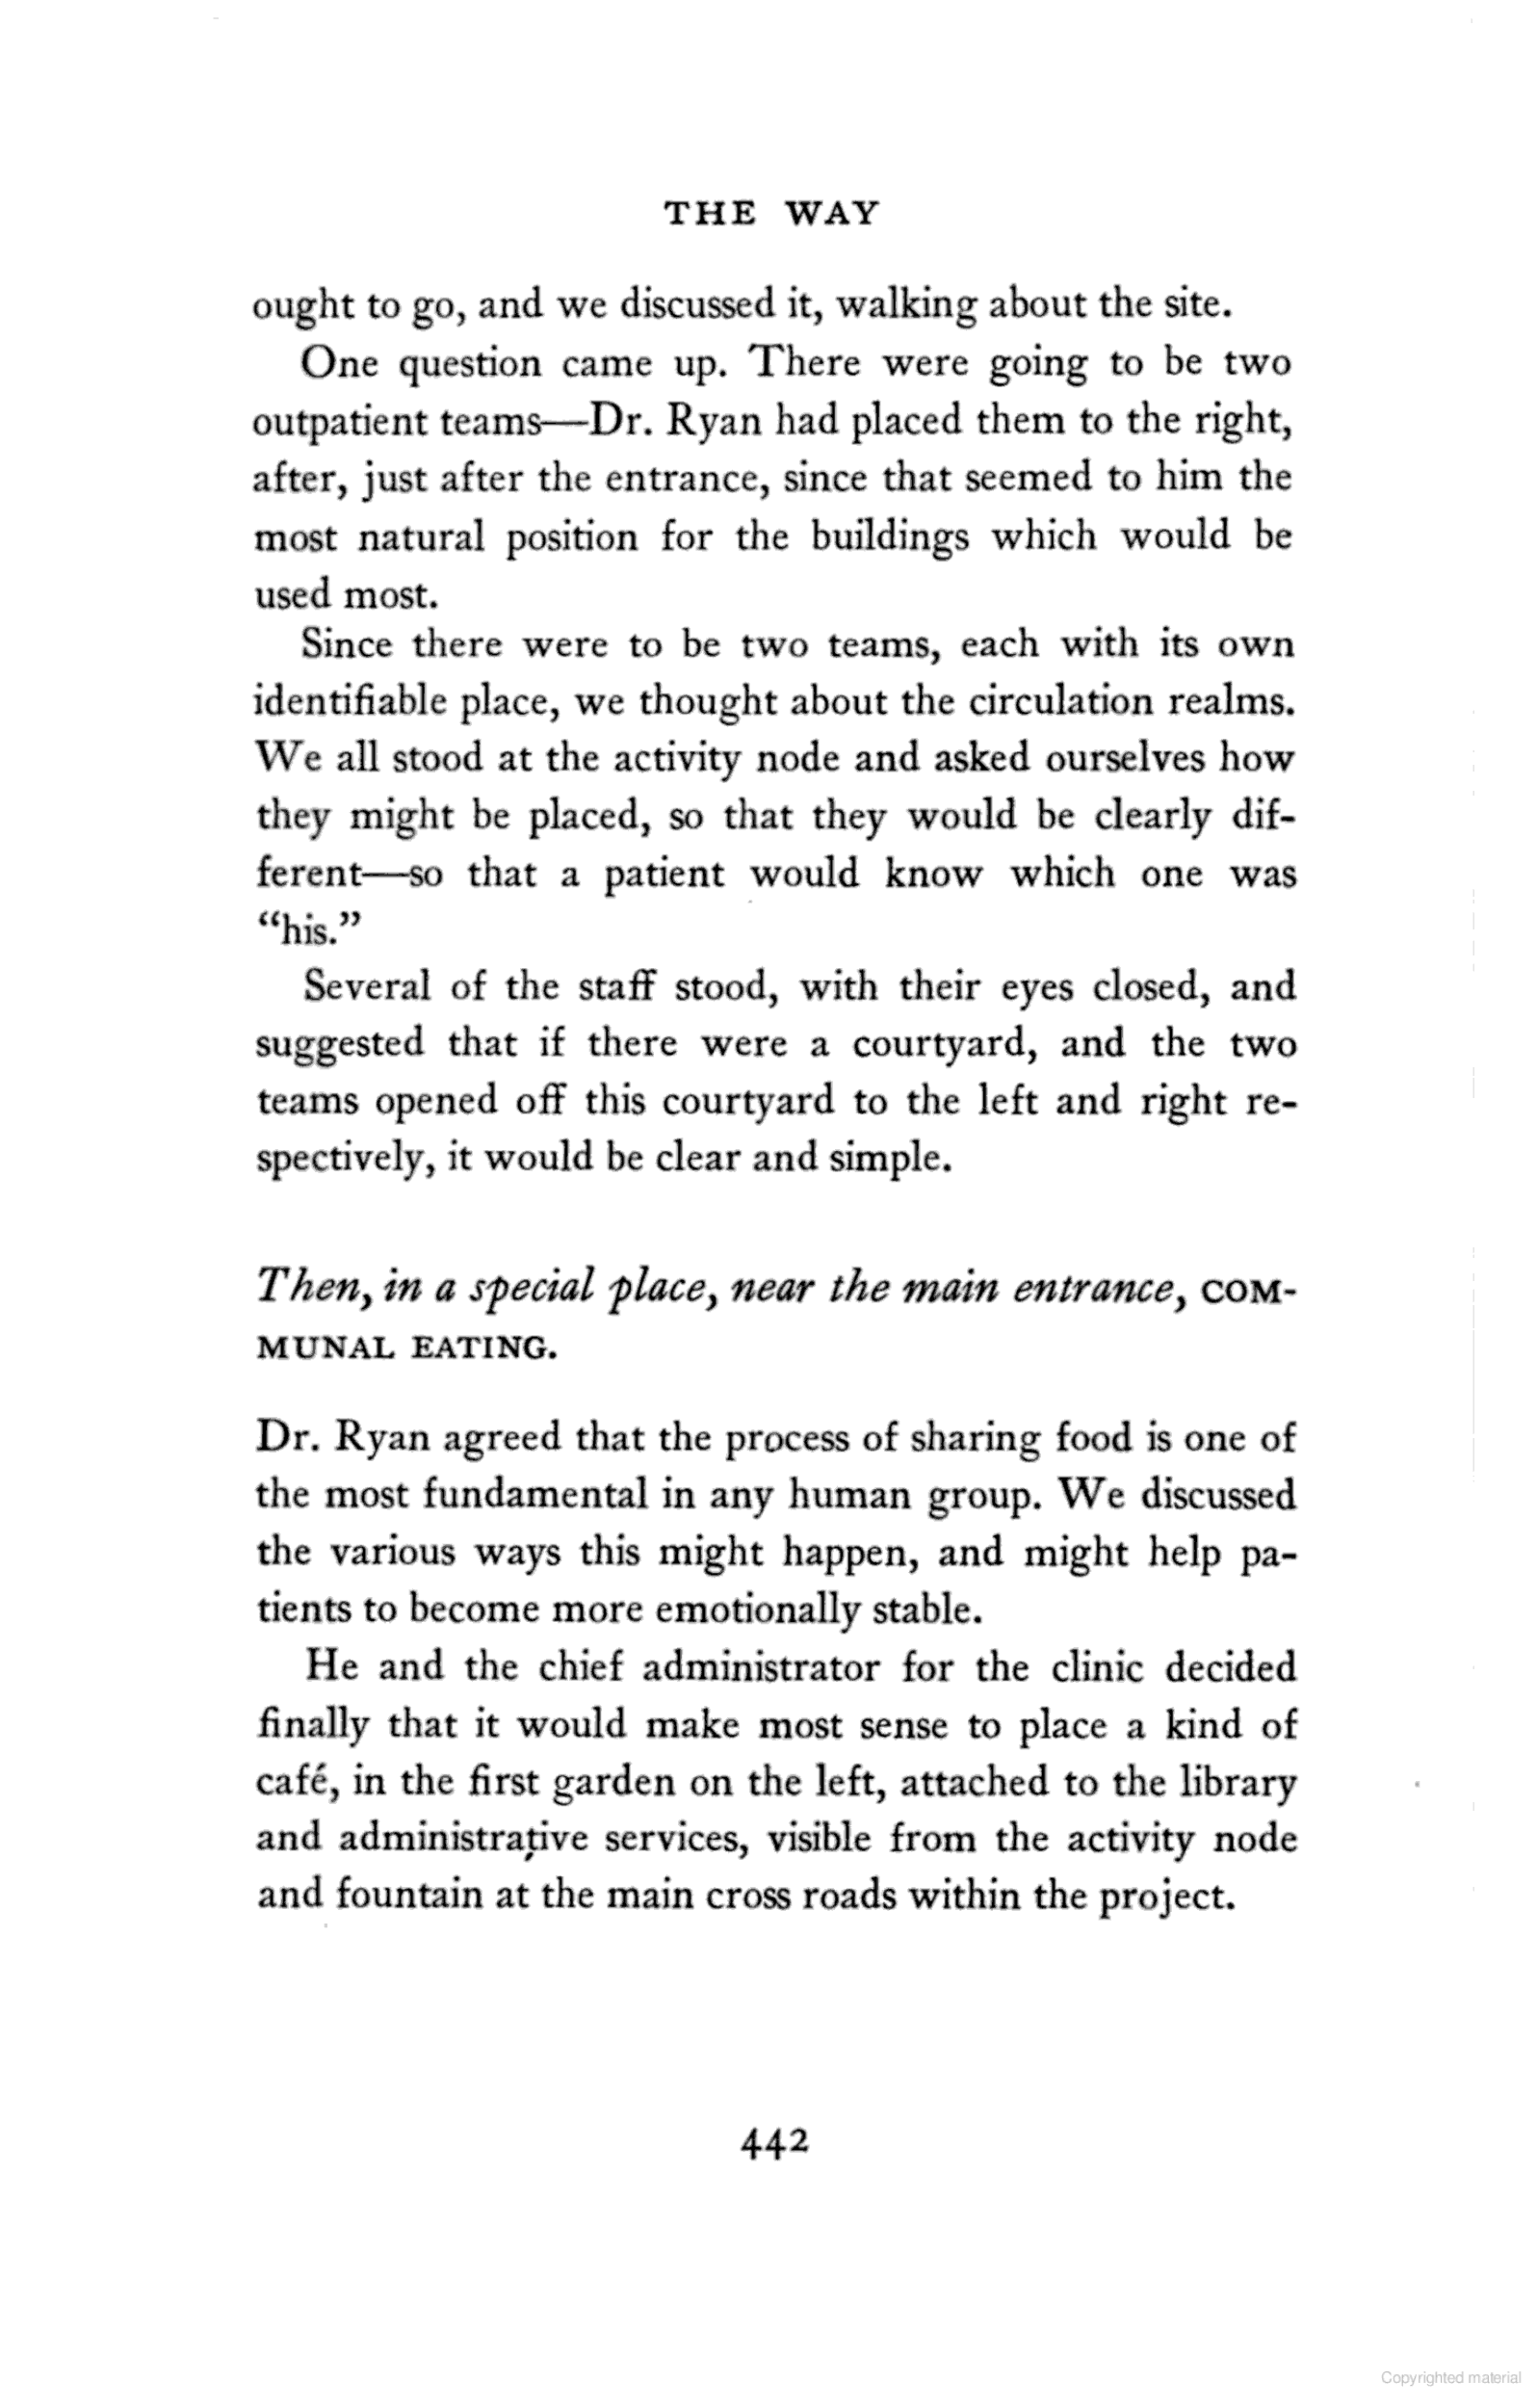 THE WAY
ought to go, and we discussed it, walking about the site.
One question came up. There were going to be two
outpatient teams—Dr. Ryan had placed them to the right,
after, just after the entrance, since that seemed to him the
most natural position for the buildings which would be
used most.
Since there were to be two teams, each with its own
identifiable place, we thought about the circulation realms.
We all stood at the activity node and asked ourselves how
they might be placed, so that they would be clearly dif-
ferent—so that a patient would know which one was
“his.”
Several of the staff stood, with their eyes closed, and
suggested that if there were a courtyard, and the two
teams opened off this courtyard to the left and right re-
spectively, it would be clear and simple.
Then, in a special place, near the main entrance, COM-
MUNAL EATING.
Dr. Ryan agreed that the process of sharing food is one of
the most fundamental in any human group. We discussed
the various ways this might happen, and might help pa-
tients to become more emotionally stable.
He and the chief administrator for the clinic decided
finally that it would make most sense to place a kind of
café, in the first garden on the left, attached to the library
and administrative services, visible from the activity node
and fountain at the main cross roads within the project.
442
Copyrighted material